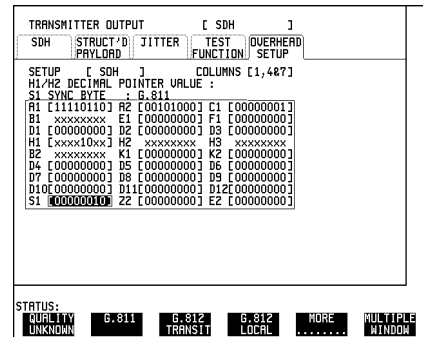 TRANSMITTER OUTPUT [ SDH ]
SDH STRUCT'D PAYLOAD JITTER TEST FUNCTION OVERHEAD SETUP
SETUP [ SOH ] COLUMNS [1,4&7]
H1/H2 DECIMAL POINTER VALUE :
S1 SYNC BYTE : G.811
A1 [11110110] A2 [00101000] C1 [00000001]
B1 xxxxxxxx E1 [00000000] F1 [00000000]
D1 [00000000] D2 [00000000] D3 [00000000]
H1 [xxxx10xx] H2 xxxxxxxx H3 xxxxxxxx
B2 xxxxxxxx K1 [00000000] K2 [00000000]
D4 [00000000] D5 [00000000] D6 [00000000]
D7 [00000000] D8 [00000000] D9 [00000000]
D10[00000000] D11[00000000] D12[00000000]
S1 [00000010] Z2 [00000000] E2 [00000000]
STATUS:
QUALITY UNKNOWN G.811 G.812 TRANSIT G.812 LOCAL MORE ........ MULTIPLE WINDOW